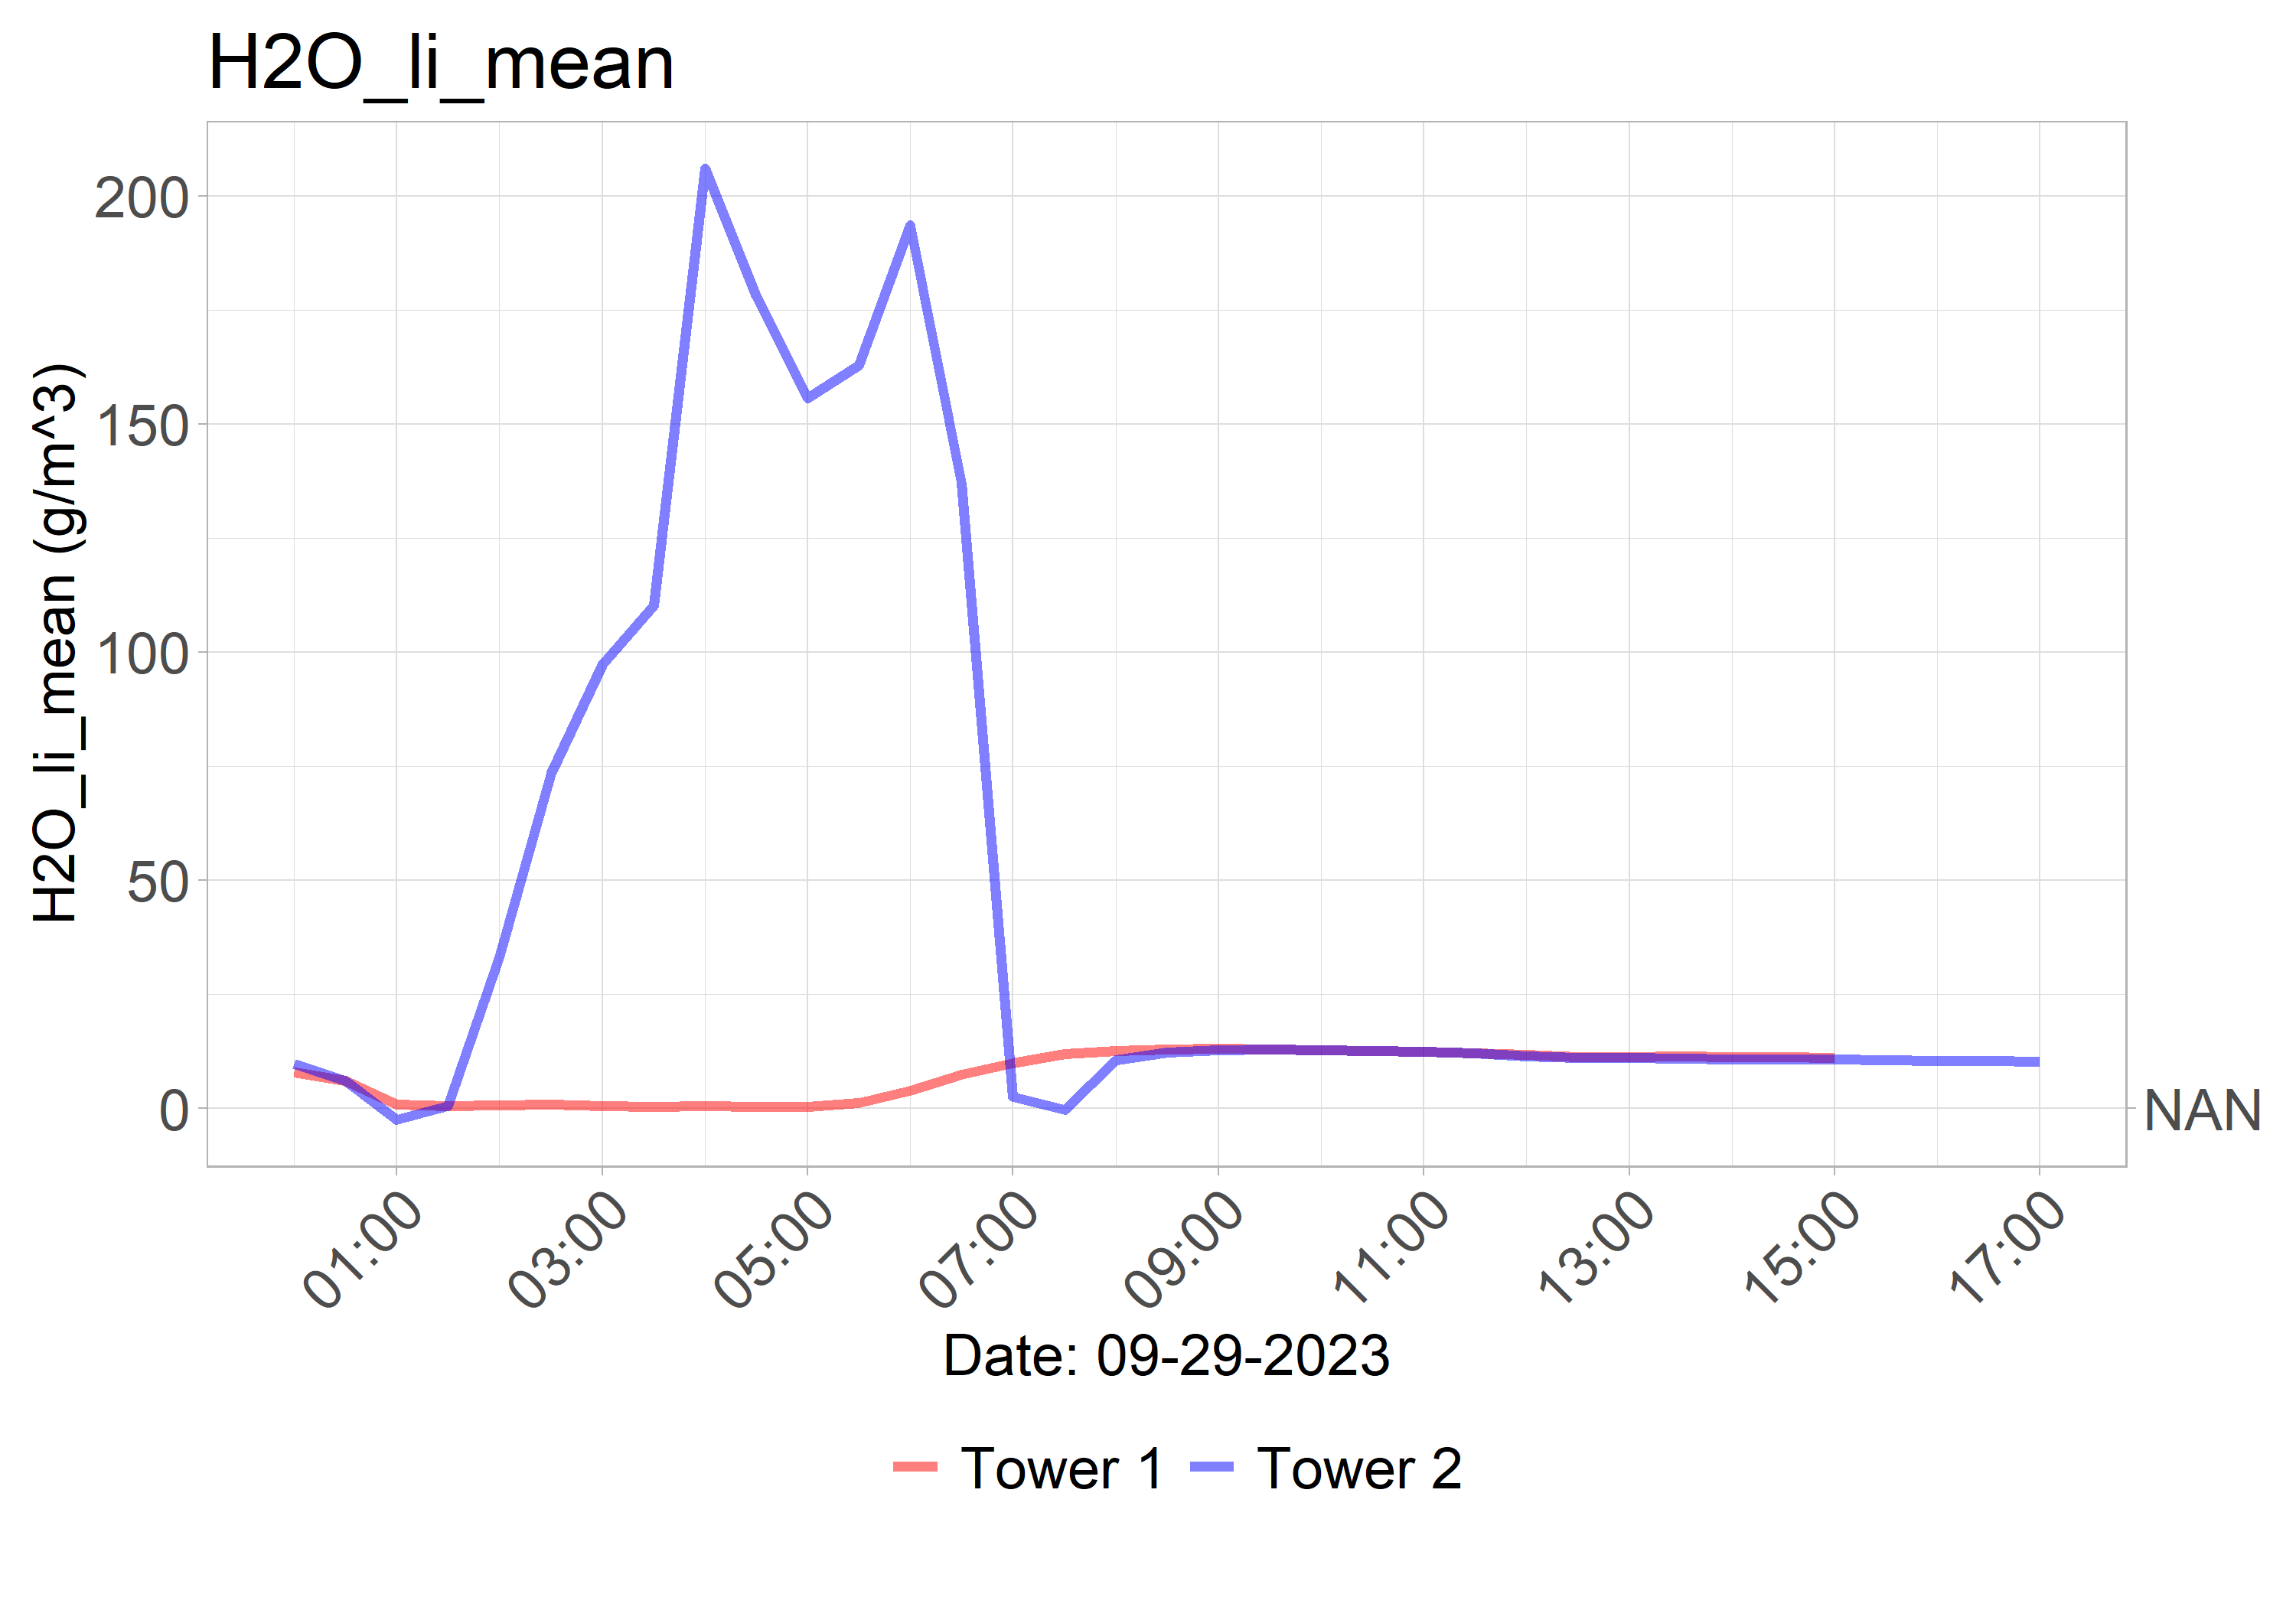 H2O_li_mean
H2O_li_mean (g/m^3)
200
150
100
50
0
NAN
01:00
03:00
05:00
07:00
09:00
11:00
13:00
15:00
17:00
Date: 09-29-2023
Tower 1 Tower 2